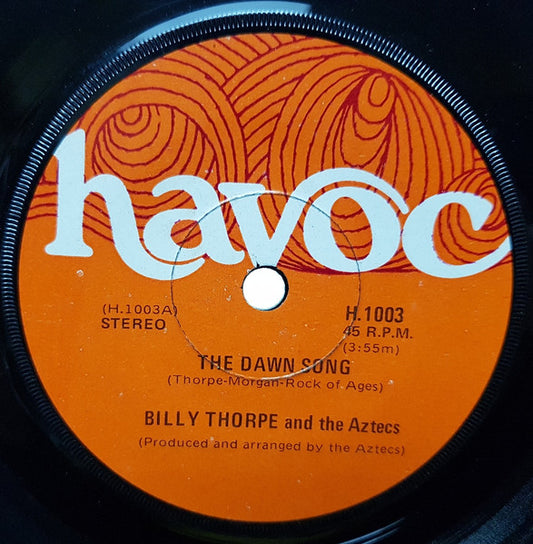 havoc
(H.1003A)
STEREO
H.1003
45 R.P.M.
(3:55m)
THE DAWN SONG
(Thorpe-Morgan-Rock of Ages)
BILLY THORPE and the Aztecs
(Produced and arranged by the Aztecs)